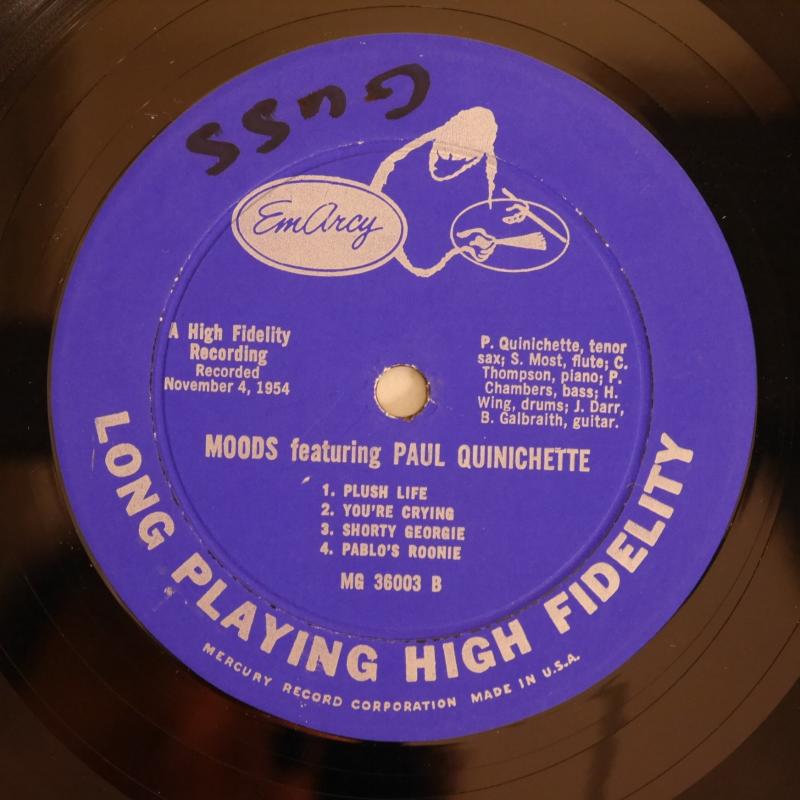 GUSS
EmArcy
A High Fidelity
Recording
Recorded
November 4, 1954
P. Quinichette, tenor
sax; S. Most, flute; C.
Thompson, piano; P.
Chambers, bass; H.
Wing, drums; J. Darr,
B. Galbraith, guitar.
MOODS featuring PAUL QUINICHETTE
1. PLUSH LIFE
2. YOU'RE CRYING
3. SHORTY GEORGIE
4. PABLO'S ROONIE
MG 36003 B
LONG PLAYING HIGH FIDELITY
MERCURY RECORD CORPORATION MADE IN U.S.A.